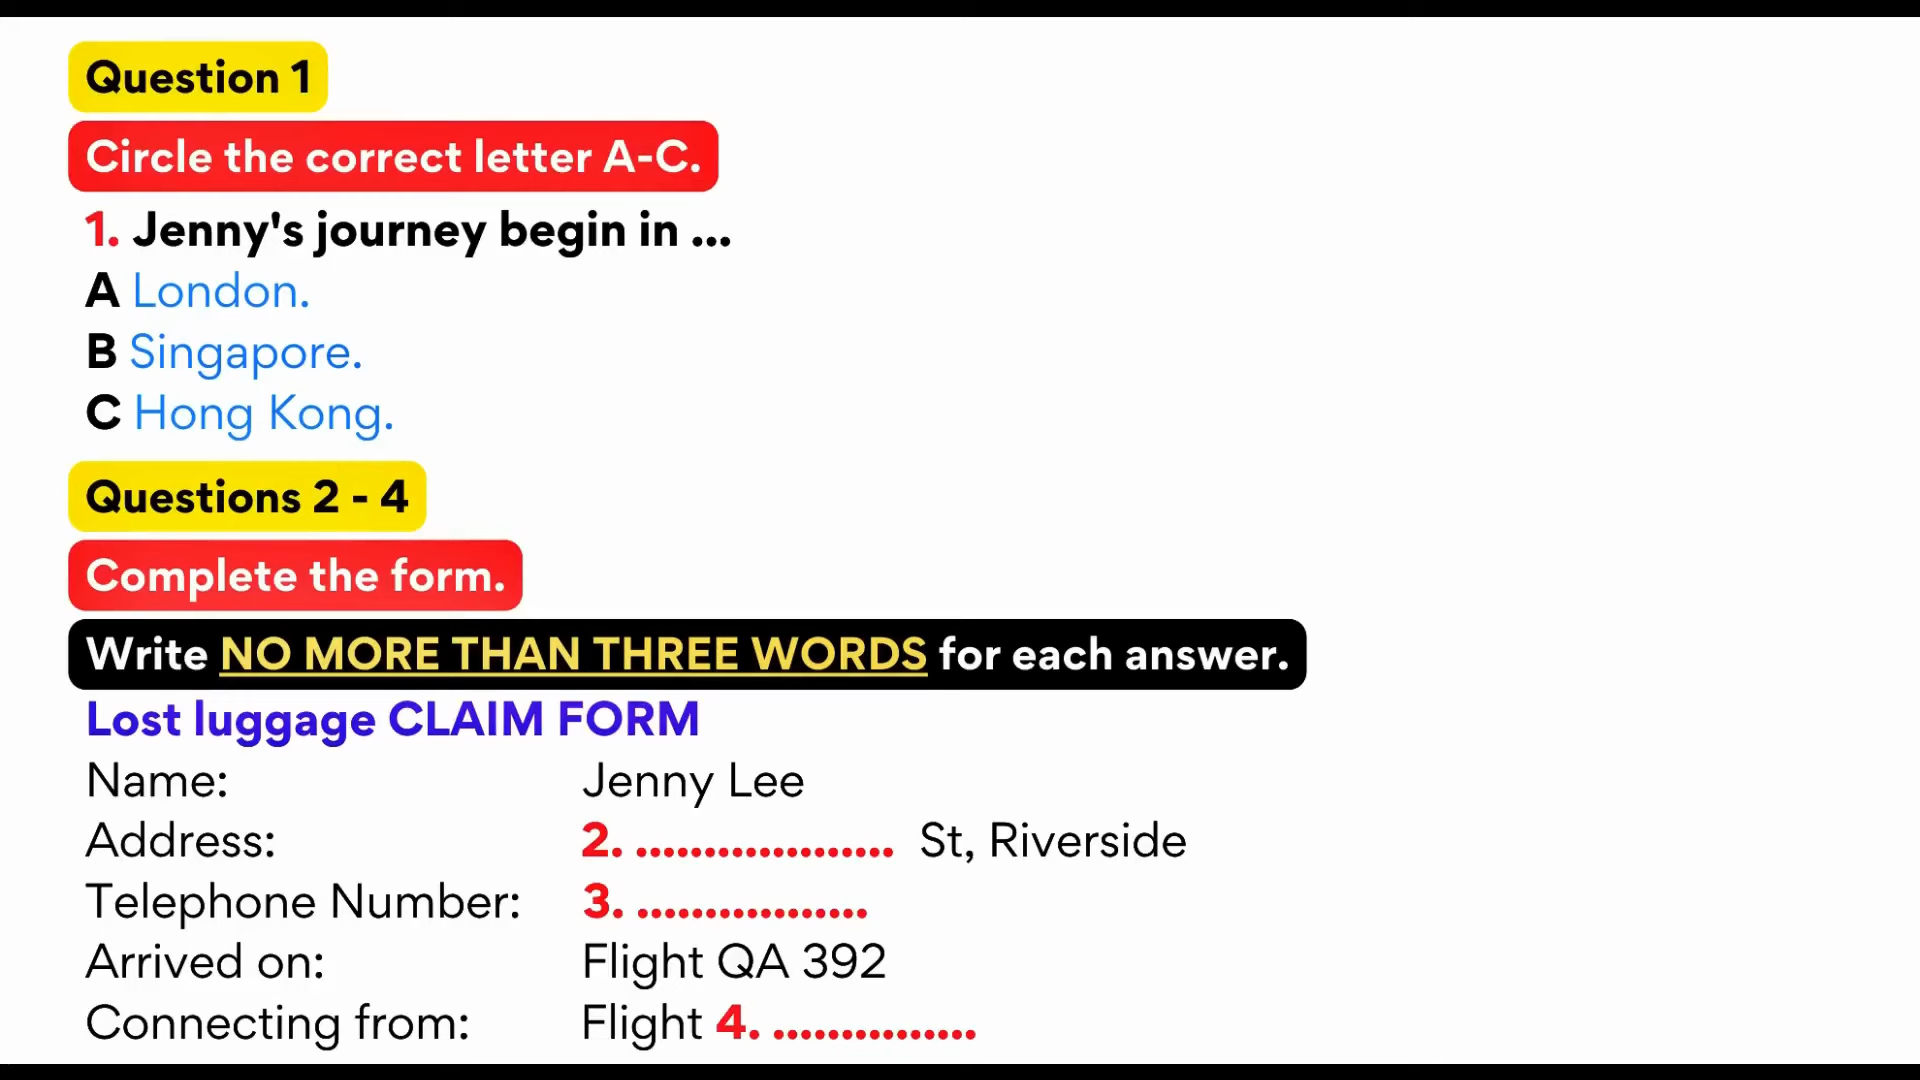 Question 1
Circle the correct letter A-C.
1. Jenny's journey begin in ...
A London.
B Singapore.
C Hong Kong.
Questions 2 - 4
Complete the form.
Write NO MORE THAN THREE WORDS for each answer.
Lost luggage CLAIM FORM
Name: Jenny Lee
Address: 2. ................... St, Riverside
Telephone Number: 3. .................
Arrived on: Flight QA 392
Connecting from: Flight 4. ...............